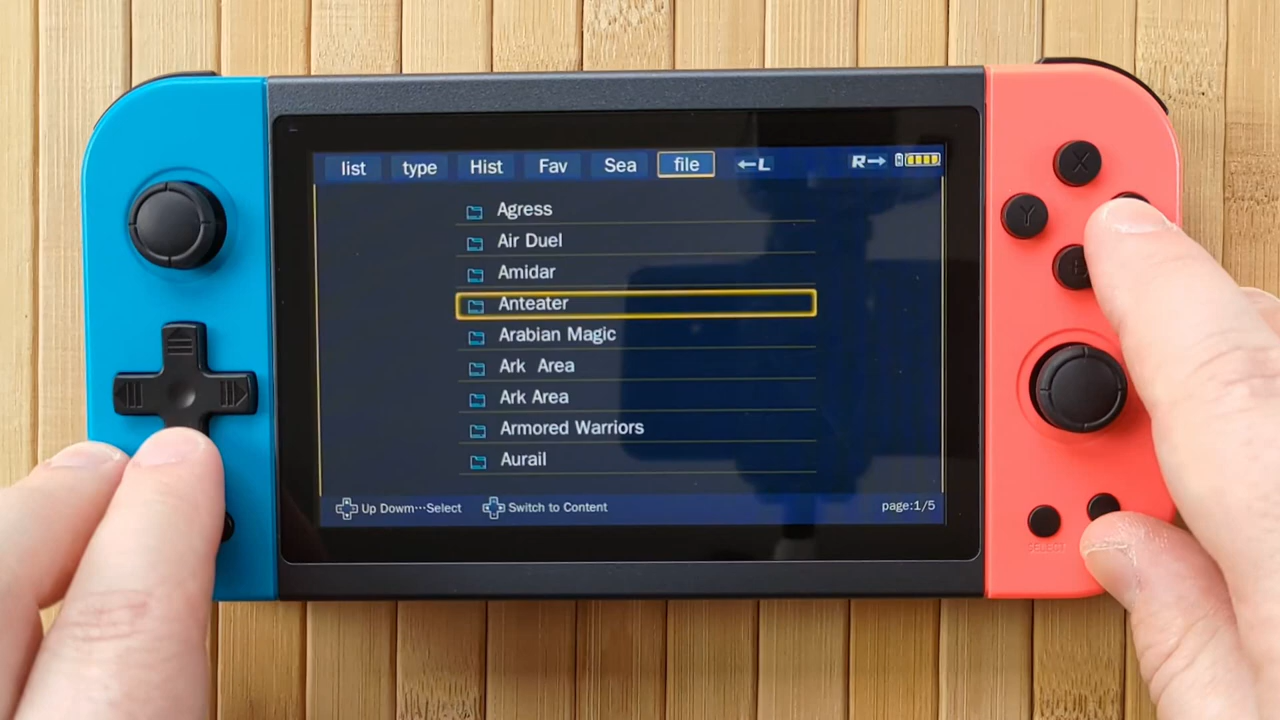 list type Hist Fav Sea file ←L R→
Agress
Air Duel
Amidar
Anteater
Arabian Magic
Ark  Area
Ark Area
Armored Warriors
Aurail
Up Down···Select Switch to Content page:1/5
X
Y
SELECT